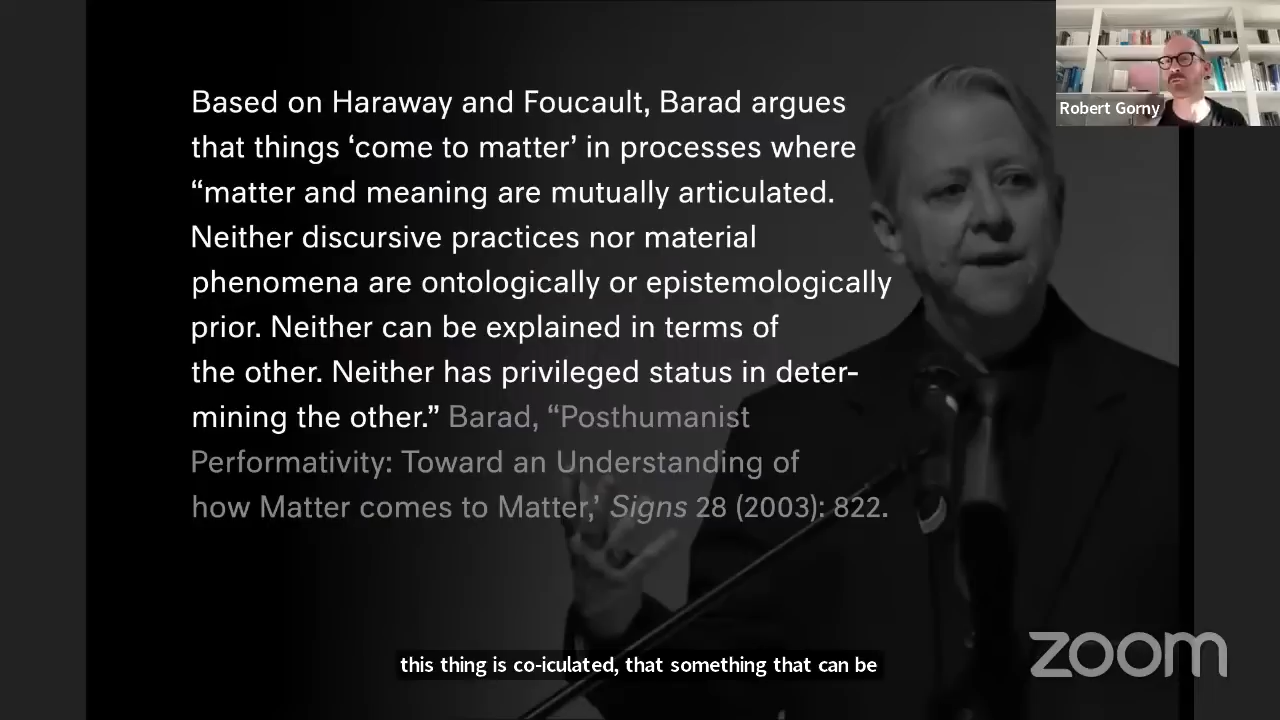 Based on Haraway and Foucault, Barad argues
that things ‘come to matter’ in processes where
“matter and meaning are mutually articulated.
Neither discursive practices nor material
phenomena are ontologically or epistemologically
prior. Neither can be explained in terms of
the other. Neither has privileged status in deter-
mining the other.” Barad, “Posthumanist
Performativity: Toward an Understanding of
how Matter comes to Matter,’ Signs 28 (2003): 822.
Robert Gorny
this thing is co-iculated, that something that can be
zoom